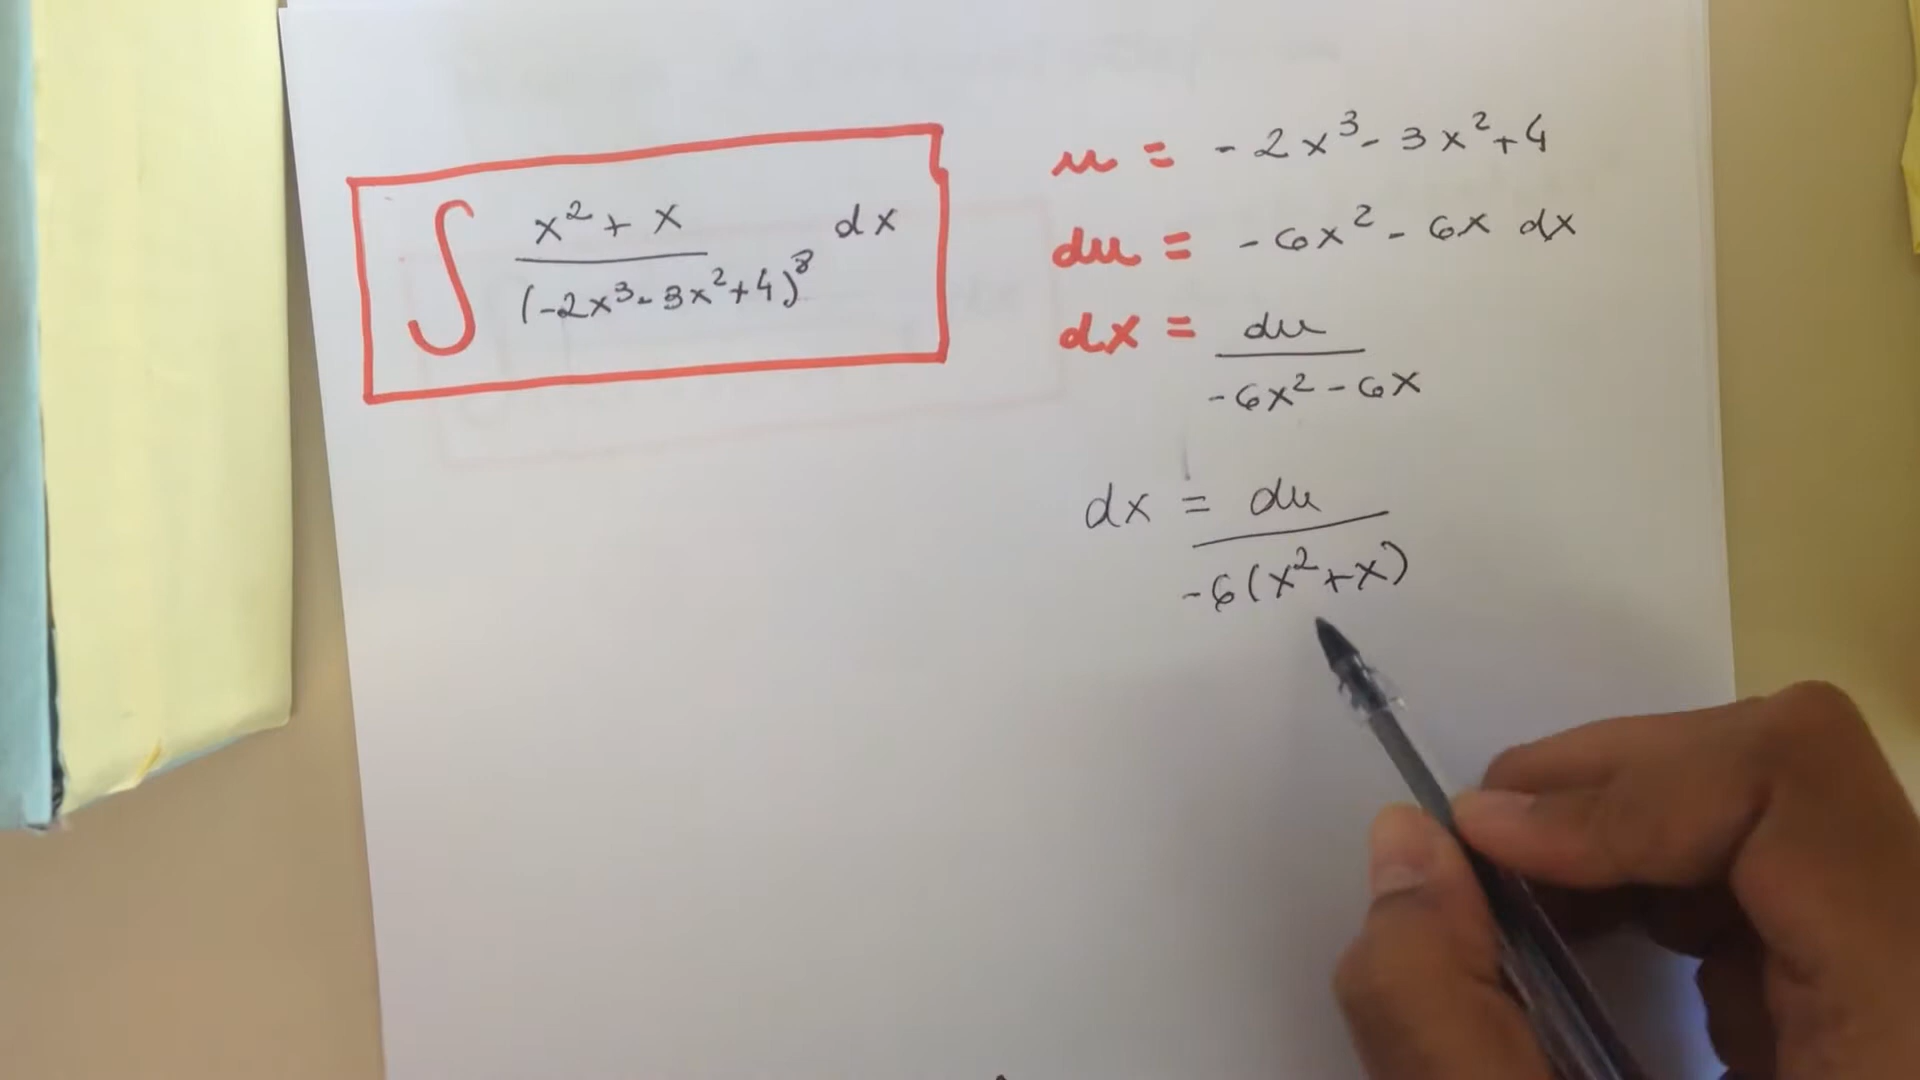 ∫ x² + x / (-2x³ - 3x² + 4)⁸ dx
u = -2x³ - 3x² + 4
du = -6x² - 6x dx
dx = du / -6x² - 6x
dx = du / -6(x² + x)